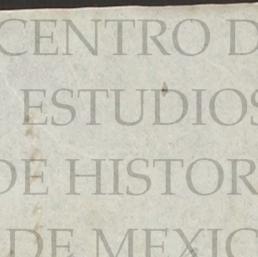 CENTRO D
ESTUDIOS
DE HISTOR
DE MEXIC